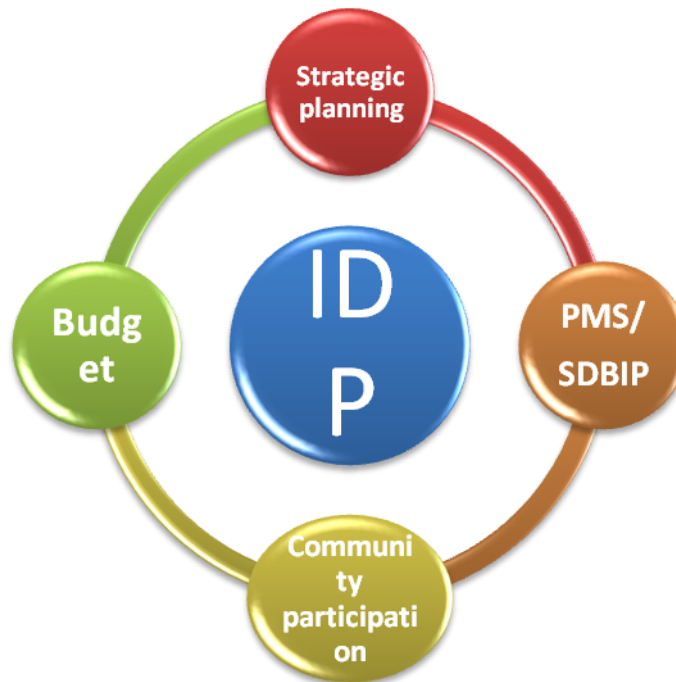 Strategic
planning
ID
P
Budg
et
PMS/
SDBIP
Communi
ty
participati
on